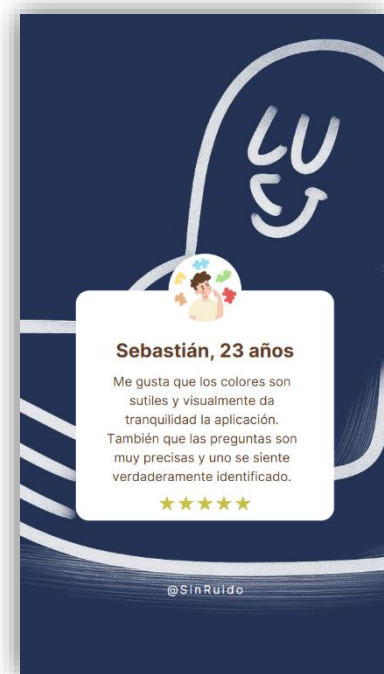 Sebastián, 23 años
Me gusta que los colores son
sutiles y visualmente da
tranquilidad la aplicación.
También que las preguntas son
muy precisas y uno se siente
verdaderamente identificado.
@SinRuido